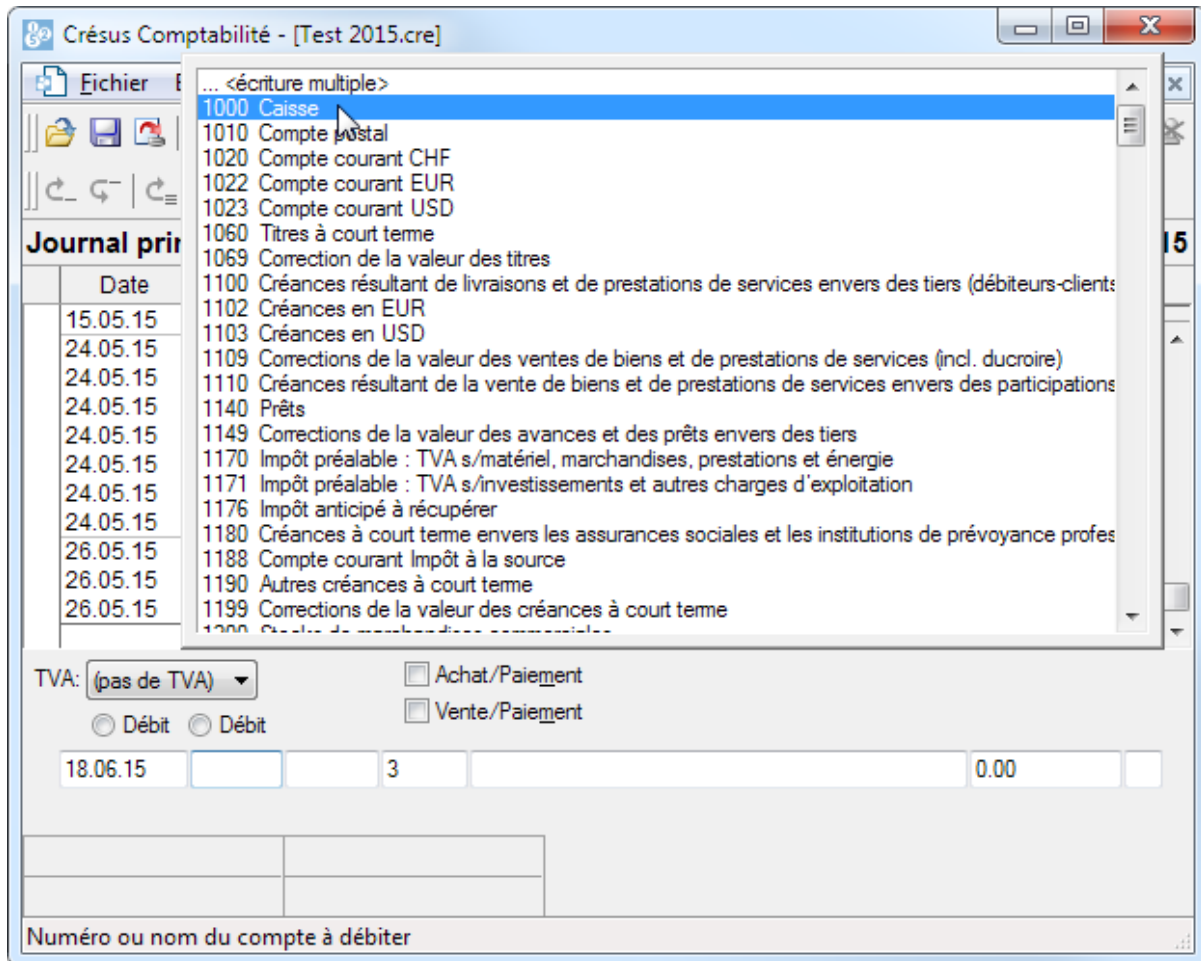 Crésus Comptabilité - [Test 2015.cre]
Fichier
... <écriture multiple>
1000 Caisse
1010 Compte postal
1020 Compte courant CHF
1022 Compte courant EUR
1023 Compte courant USD
1060 Titres à court terme
1069 Correction de la valeur des titres
1100 Créances résultant de livraisons et de prestations de services envers des tiers (débiteurs-clients
1102 Créances en EUR
1103 Créances en USD
1109 Corrections de la valeur des ventes de biens et de prestations de services (incl. ducroire)
1110 Créances résultant de la vente de biens et de prestations de services envers des participations
1140 Prêts
1149 Corrections de la valeur des avances et des prêts envers des tiers
1170 Impôt préalable : TVA s/matériel, marchandises, prestations et énergie
1171 Impôt préalable : TVA s/investissements et autres charges d'exploitation
1176 Impôt anticipé à récupérer
1180 Créances à court terme envers les assurances sociales et les institutions de prévoyance profes
1188 Compte courant Impôt à la source
1190 Autres créances à court terme
1199 Corrections de la valeur des créances à court terme
Journal prin 15
Date
15.05.15
24.05.15
24.05.15
24.05.15
24.05.15
24.05.15
24.05.15
24.05.15
26.05.15
26.05.15
26.05.15
TVA: (pas de TVA) Achat/Paiement
Vente/Paiement
Débit Débit
18.06.15 3 0.00
Numéro ou nom du compte à débiter